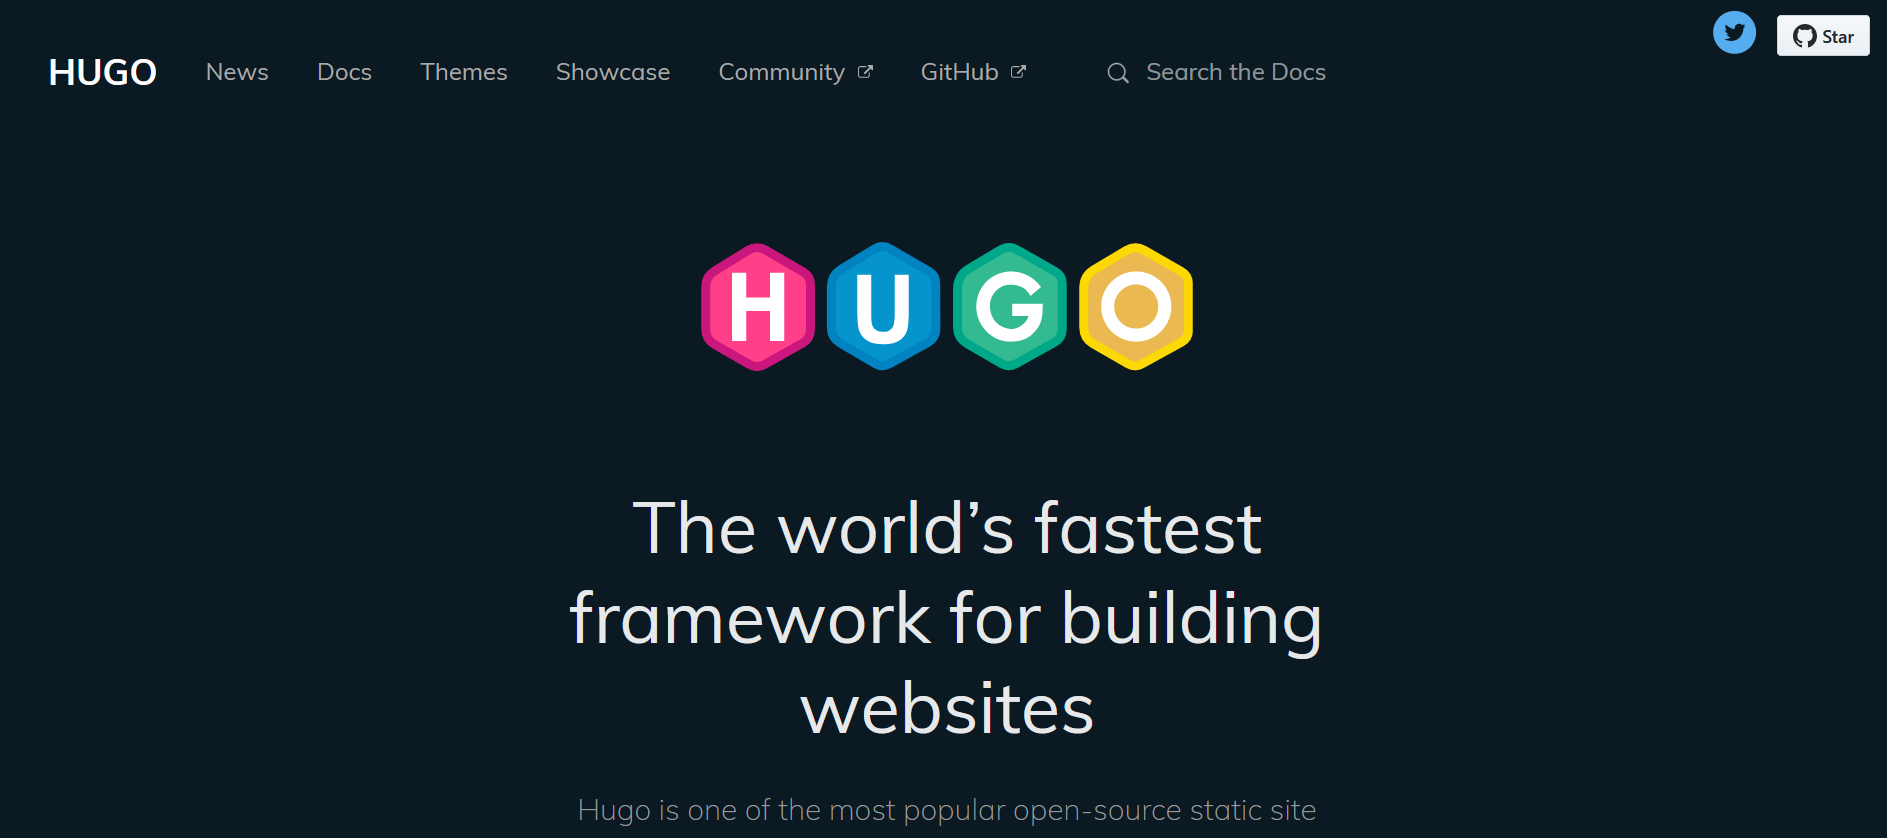 HUGO News Docs Themes Showcase Community GitHub Search the Docs Star
HUGO
The world’s fastest
framework for building
websites
Hugo is one of the most popular open-source static site